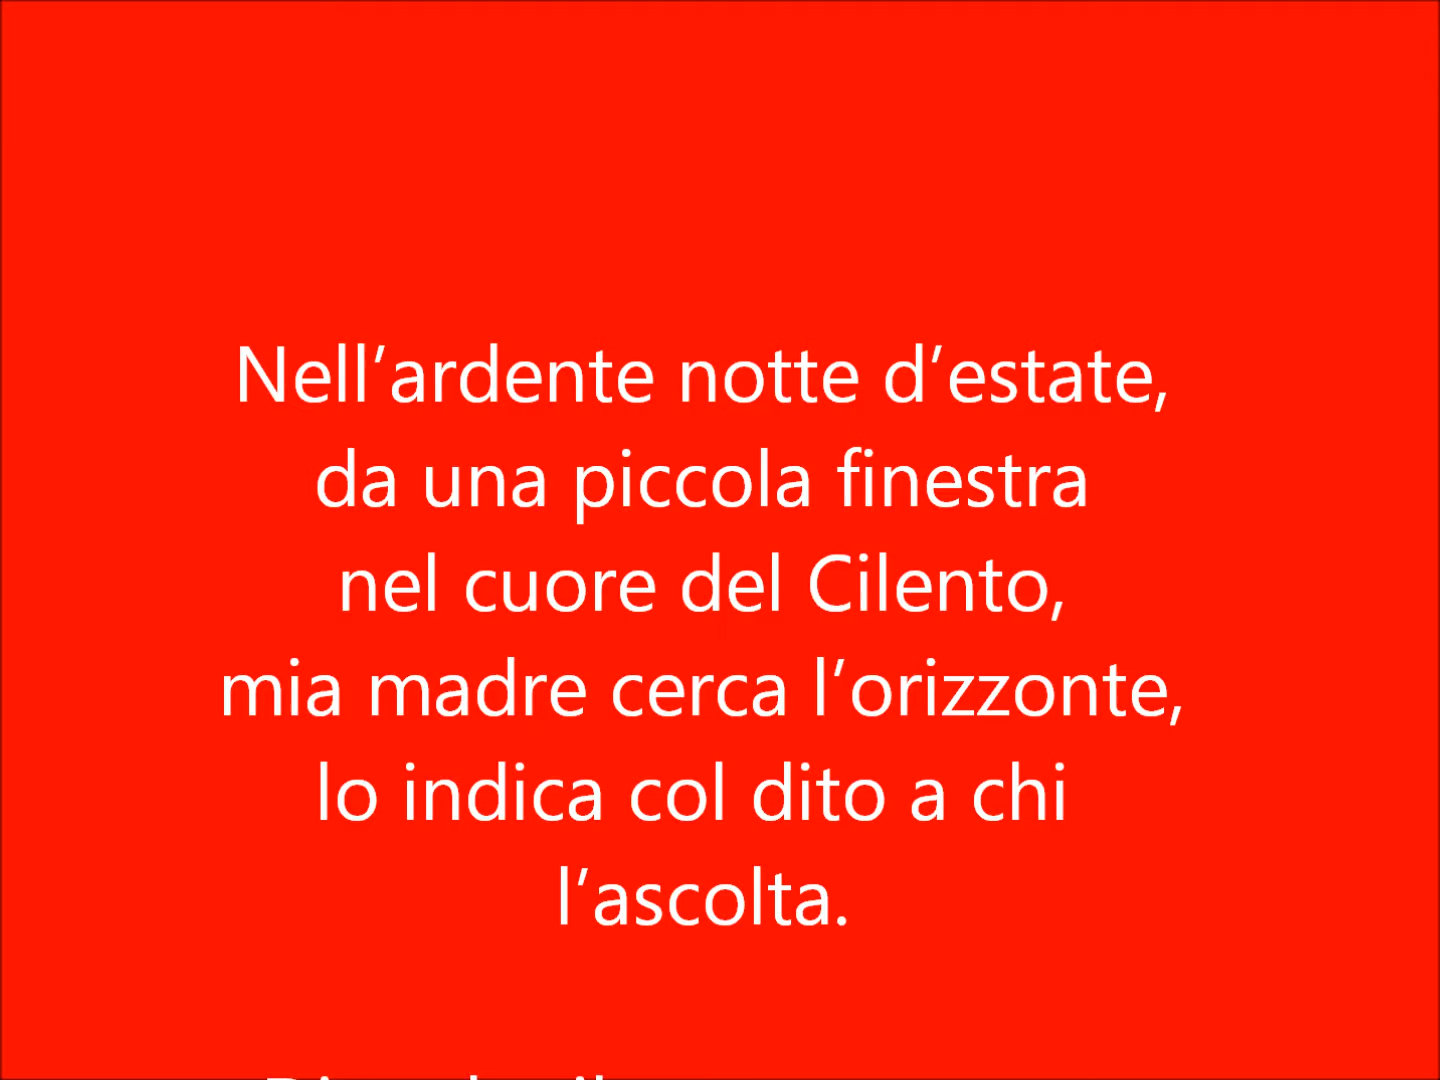 Nell’ardente notte d’estate,
da una piccola finestra
nel cuore del Cilento,
mia madre cerca l’orizzonte,
lo indica col dito a chi
l’ascolta.